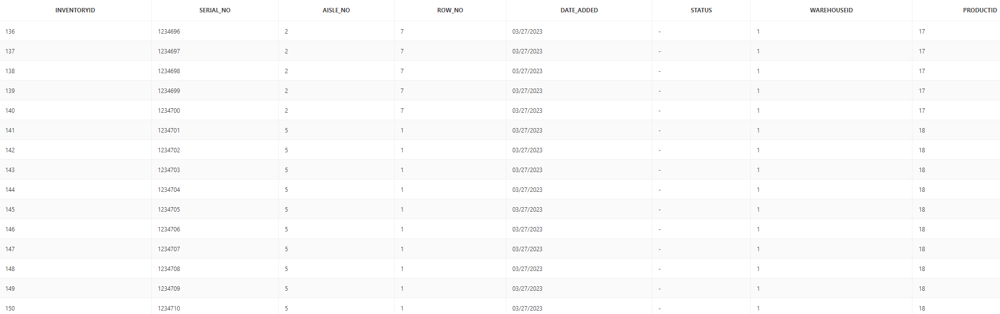 INVENTORYID SERIAL_NO AISLE_NO ROW_NO DATE_ADDED STATUS WAREHOUSEID PRODUCTID
136 1234696 2 7 03/27/2023 - 1 17
137 1234697 2 7 03/27/2023 - 1 17
138 1234698 2 7 03/27/2023 - 1 17
139 1234699 2 7 03/27/2023 - 1 17
140 1234700 2 7 03/27/2023 - 1 17
141 1234701 5 1 03/27/2023 - 1 18
142 1234702 5 1 03/27/2023 - 1 18
143 1234703 5 1 03/27/2023 - 1 18
144 1234704 5 1 03/27/2023 - 1 18
145 1234705 5 1 03/27/2023 - 1 18
146 1234706 5 1 03/27/2023 - 1 18
147 1234707 5 1 03/27/2023 - 1 18
148 1234708 5 1 03/27/2023 - 1 18
149 1234709 5 1 03/27/2023 - 1 18
150 1234710 5 1 03/27/2023 - 1 18